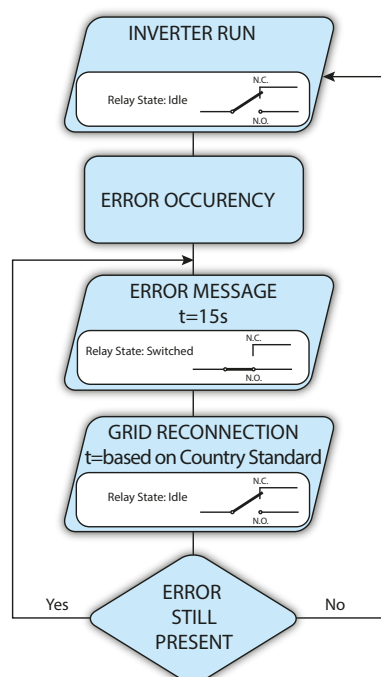 INVERTER RUN
N.C.
Relay State: Idle
N.O.
ERROR OCCURENCY
ERROR MESSAGE
t=15s
N.C.
Relay State: Switched
N.O.
GRID RECONNECTION
t=based on Country Standard
N.C.
Relay State: Idle
N.O.
Yes
ERROR
STILL
PRESENT
No